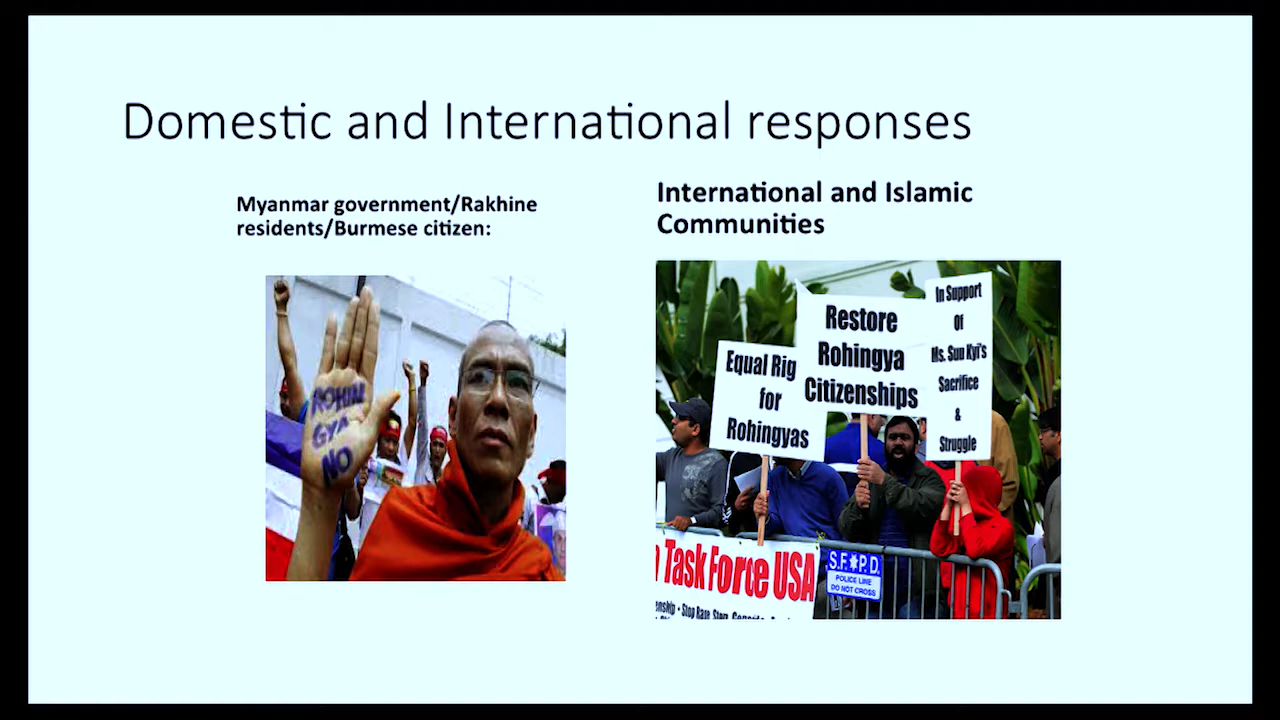 Domestic and International responses
Myanmar government/Rakhine
residents/Burmese citizen:
International and Islamic
Communities
ROHIN
GYA
NO
Equal Rig
for
Rohingyas
Restore
Rohingya
Citizenships
In Support
Of
Ms. Suu Kyi's
Sacrifice
&
Struggle
Task Force USA
S.F.P.D.
POLICE LINE
DO NOT CROSS